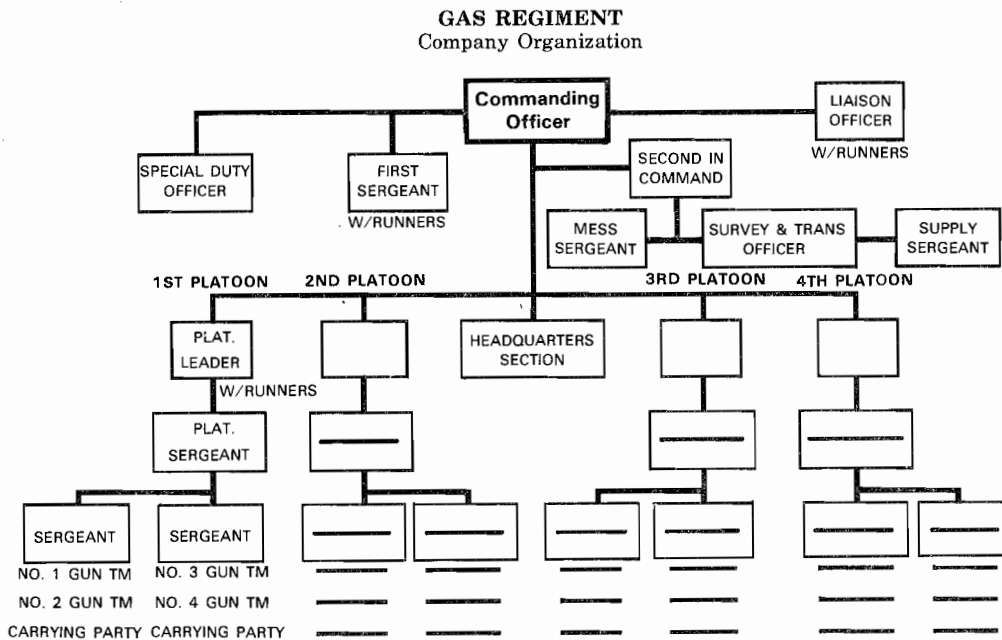 GAS REGIMENT
Company Organization
Commanding
Officer
LIAISON
OFFICER
W/RUNNERS
SPECIAL DUTY
OFFICER
FIRST
SERGEANT
W/RUNNERS
SECOND IN
COMMAND
MESS
SERGEANT
SURVEY & TRANS
OFFICER
SUPPLY
SERGEANT
1ST PLATOON
2ND PLATOON
3RD PLATOON
4TH PLATOON
PLAT.
LEADER
W/RUNNERS
HEADQUARTERS
SECTION
PLAT.
SERGEANT
SERGEANT
SERGEANT
NO. 1 GUN TM
NO. 3 GUN TM
NO. 2 GUN TM
NO. 4 GUN TM
CARRYING PARTY
CARRYING PARTY